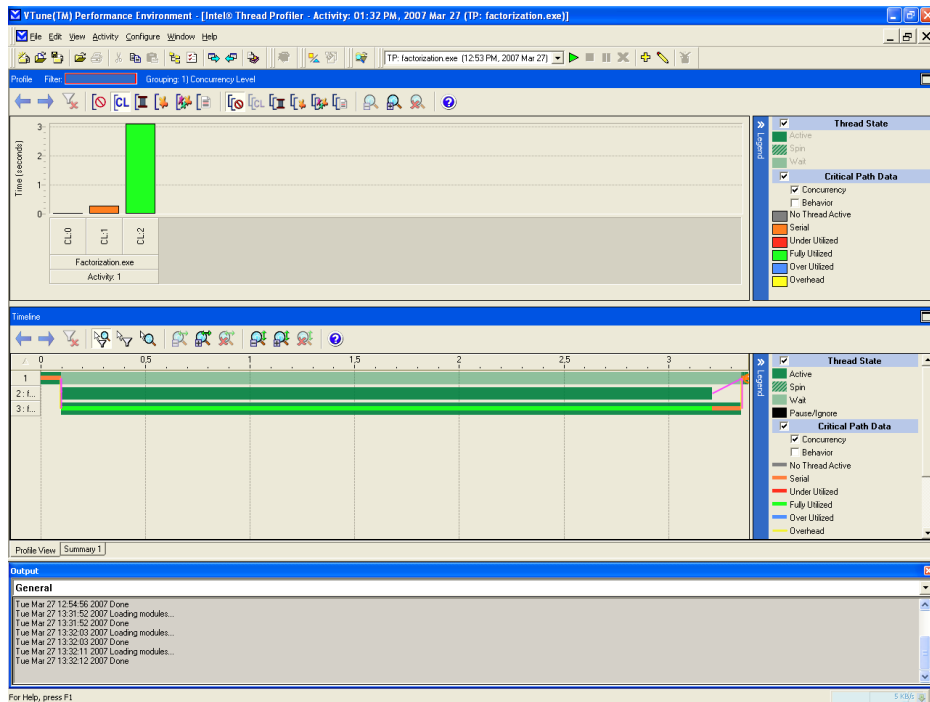 VTune(TM) Performance Environment - [Intel® Thread Profiler - Activity: 01:32 PM, 2007 Mar 27 (TP: factorization.exe)]
File Edit View Activity Configure Window Help
TP: factorization.exe (12:53 PM, 2007 Mar 27)
Profile Filter: Grouping: 1) Concurrency Level
CL CL
3
2
1
0
Time (seconds)
CL:0 CL:1 CL:2
Factorization.exe
Activity: 1
Legend
Thread State
Active
Spin
Wait
Critical Path Data
Concurrency
Behavior
No Thread Active
Serial
Under Utilized
Fully Utilized
Over Utilized
Overhead
Timeline
0 0,5 1 1,5 2 2,5 3
1
2 : f...
3 : f...
Legend
Thread State
Active
Spin
Wait
Pause/Ignore
Critical Path Data
Concurrency
Behavior
No Thread Active
Serial
Under Utilized
Fully Utilized
Over Utilized
Overhead
Profile View Summary 1
Output
General
Tue Mar 27 12:54:56 2007 Done
Tue Mar 27 13:31:52 2007 Loading modules...
Tue Mar 27 13:31:52 2007 Done
Tue Mar 27 13:32:03 2007 Loading modules...
Tue Mar 27 13:32:03 2007 Done
Tue Mar 27 13:32:11 2007 Loading modules...
Tue Mar 27 13:32:12 2007 Done
For Help, press F1
5 KB/s